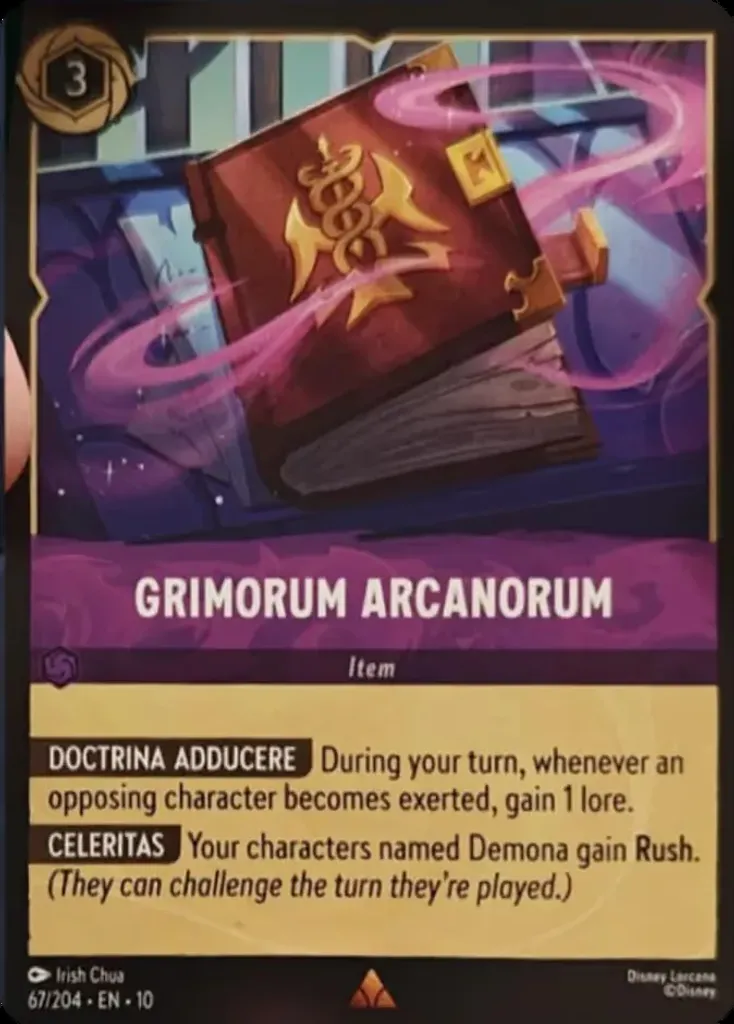 3
GRIMORUM ARCANORUM
Item
DOCTRINA ADDUCERE During your turn, whenever an
opposing character becomes exerted, gain 1 lore.
CELERITAS Your characters named Demona gain Rush.
(They can challenge the turn they're played.)
Irish Chua
Disney Lorcana
67/204 • EN • 10
©Disney